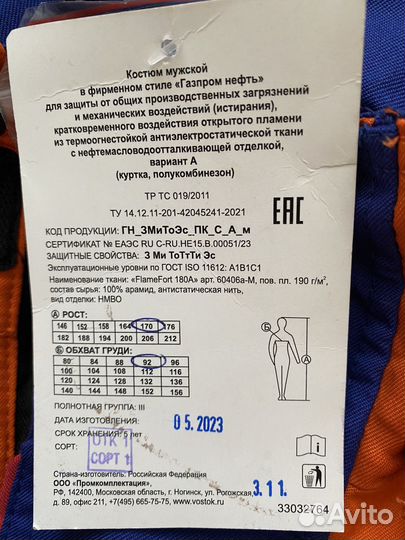 Костюм мужской
в фирменном стиле «Газпром нефть»
для защиты от общих производственных загрязнений
и механических воздействий (истирания),
кратковременного воздействия открытого пламени
из термоогнестойкой антиэлектростатической ткани
с нефтемасловодоотталкивающей отделкой,
вариант А
(куртка, полукомбинезон)
ТР ТС 019/2011
ТУ 14.12.11-201-42045241-2021
ЕАС
КОД ПРОДУКЦИИ: ГН_ЗМиТоЭс_ПК_С_А_м
СЕРТИФИКАТ № ЕАЭС RU C-RU.НЕ15.В.00051/23
ЗАЩИТНЫЕ СВОЙСТВА: З Ми ТоТтТи Эс
Эксплуатационные уровни по ГОСТ ISO 11612: А1В1С1
Наименование ткани: «FlameFort 180A» арт. 60406а-М, пов. пл. 190 г/м²,
состав сырья: 100% арамид, антистатическая нить,
вид отделки: НМВО
А РОСТ:
146 152 158 164 170 176
182 188 194 200 206 212
Б ОБХВАТ ГРУДИ:
80 84 88 92 96
100 104 108 112 116
120 124 128 132 136
140 144 148 152 156
Б
А
ПОЛНОТНАЯ ГРУППА: III
ДАТА ИЗГОТОВЛЕНИЯ: 05.2023
СРОК ХРАНЕНИЯ: 5 лет
ОТК 1
СОРТ: СОРТ 1
Страна-изготовитель: Российская Федерация
ООО «Промкомплектация»
РФ, 142400, Московская область, г. Ногинск, ул. Рогожская,
д. 89, офис 211, +7(495) 665-75-75, www.vostok.ru
3.11.
33032764
Avito